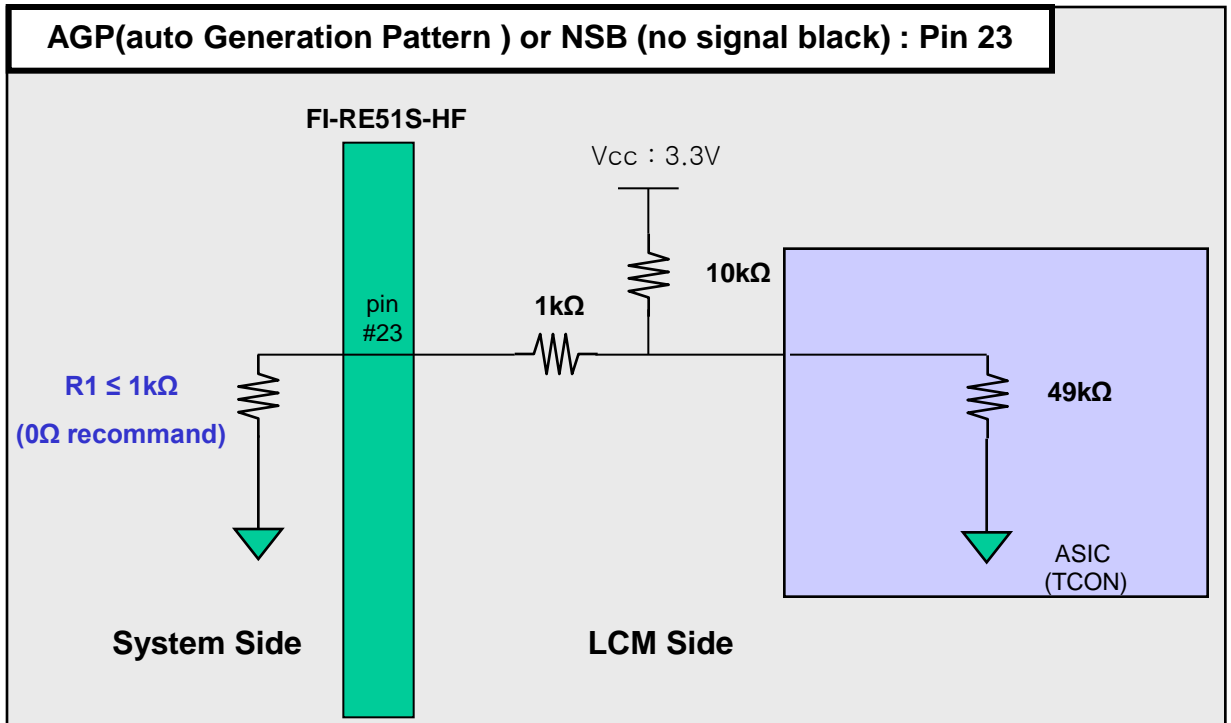 AGP(auto Generation Pattern ) or NSB (no signal black) : Pin 23
FI-RE51S-HF
Vcc : 3.3V
10kΩ
1kΩ
pin
#23
R1 ≤ 1kΩ
(0Ω recommand)
49kΩ
ASIC
(TCON)
System Side
LCM Side